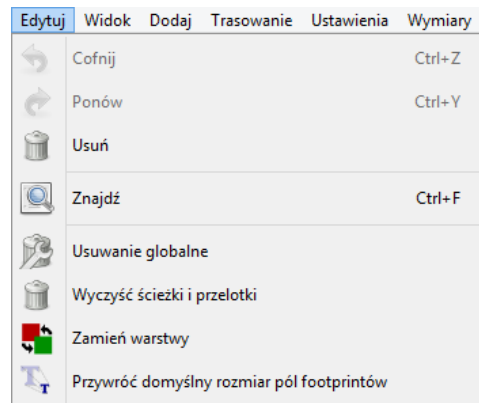 Edytuj Widok Dodaj Trasowanie Ustawienia Wymiary
Cofnij Ctrl+Z
Ponów Ctrl+Y
Usuń
Znajdź Ctrl+F
Usuwanie globalne
Wyczyść ścieżki i przelotki
Zamień warstwy
Przywróć domyślny rozmiar pól footprintów